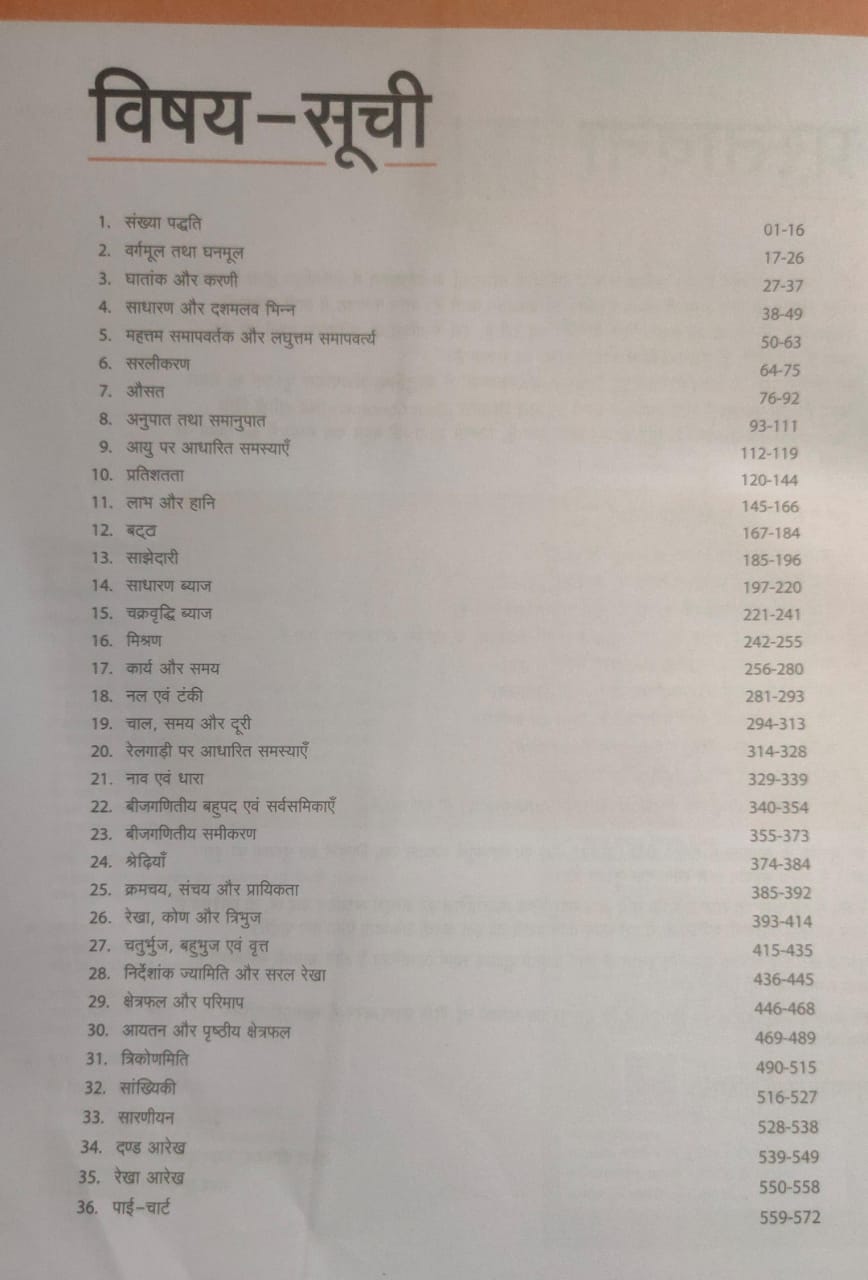 विषय-सूची
1. संख्या पद्धति 01-16
2. वर्गमूल तथा घनमूल 17-26
3. घातांक और करणी 27-37
4. साधारण और दशमलव भिन्न 38-49
5. महत्तम समापवर्तक और लघुत्तम समापवर्त्य 50-63
6. सरलीकरण 64-75
7. औसत 76-92
8. अनुपात तथा समानुपात 93-111
9. आयु पर आधारित समस्याएँ 112-119
10. प्रतिशतता 120-144
11. लाभ और हानि 145-166
12. बट्टा 167-184
13. साझेदारी 185-196
14. साधारण ब्याज 197-220
15. चक्रवृद्धि ब्याज 221-241
16. मिश्रण 242-255
17. कार्य और समय 256-280
18. नल एवं टंकी 281-293
19. चाल, समय और दूरी 294-313
20. रेलगाड़ी पर आधारित समस्याएँ 314-328
21. नाव एवं धारा 329-339
22. बीजगणितीय बहुपद एवं सर्वसमिकाएँ 340-354
23. बीजगणितीय समीकरण 355-373
24. श्रेढ़ियाँ 374-384
25. क्रमचय, संचय और प्रायिकता 385-392
26. रेखा, कोण और त्रिभुज 393-414
27. चतुर्भुज, बहुभुज एवं वृत्त 415-435
28. निर्देशांक ज्यामिति और सरल रेखा 436-445
29. क्षेत्रफल और परिमाप 446-468
30. आयतन और पृष्ठीय क्षेत्रफल 469-489
31. त्रिकोणमिति 490-515
32. सांख्यिकी 516-527
33. सारणीयन 528-538
34. दण्ड आरेख 539-549
35. रेखा आरेख 550-558
36. पाई-चार्ट 559-572